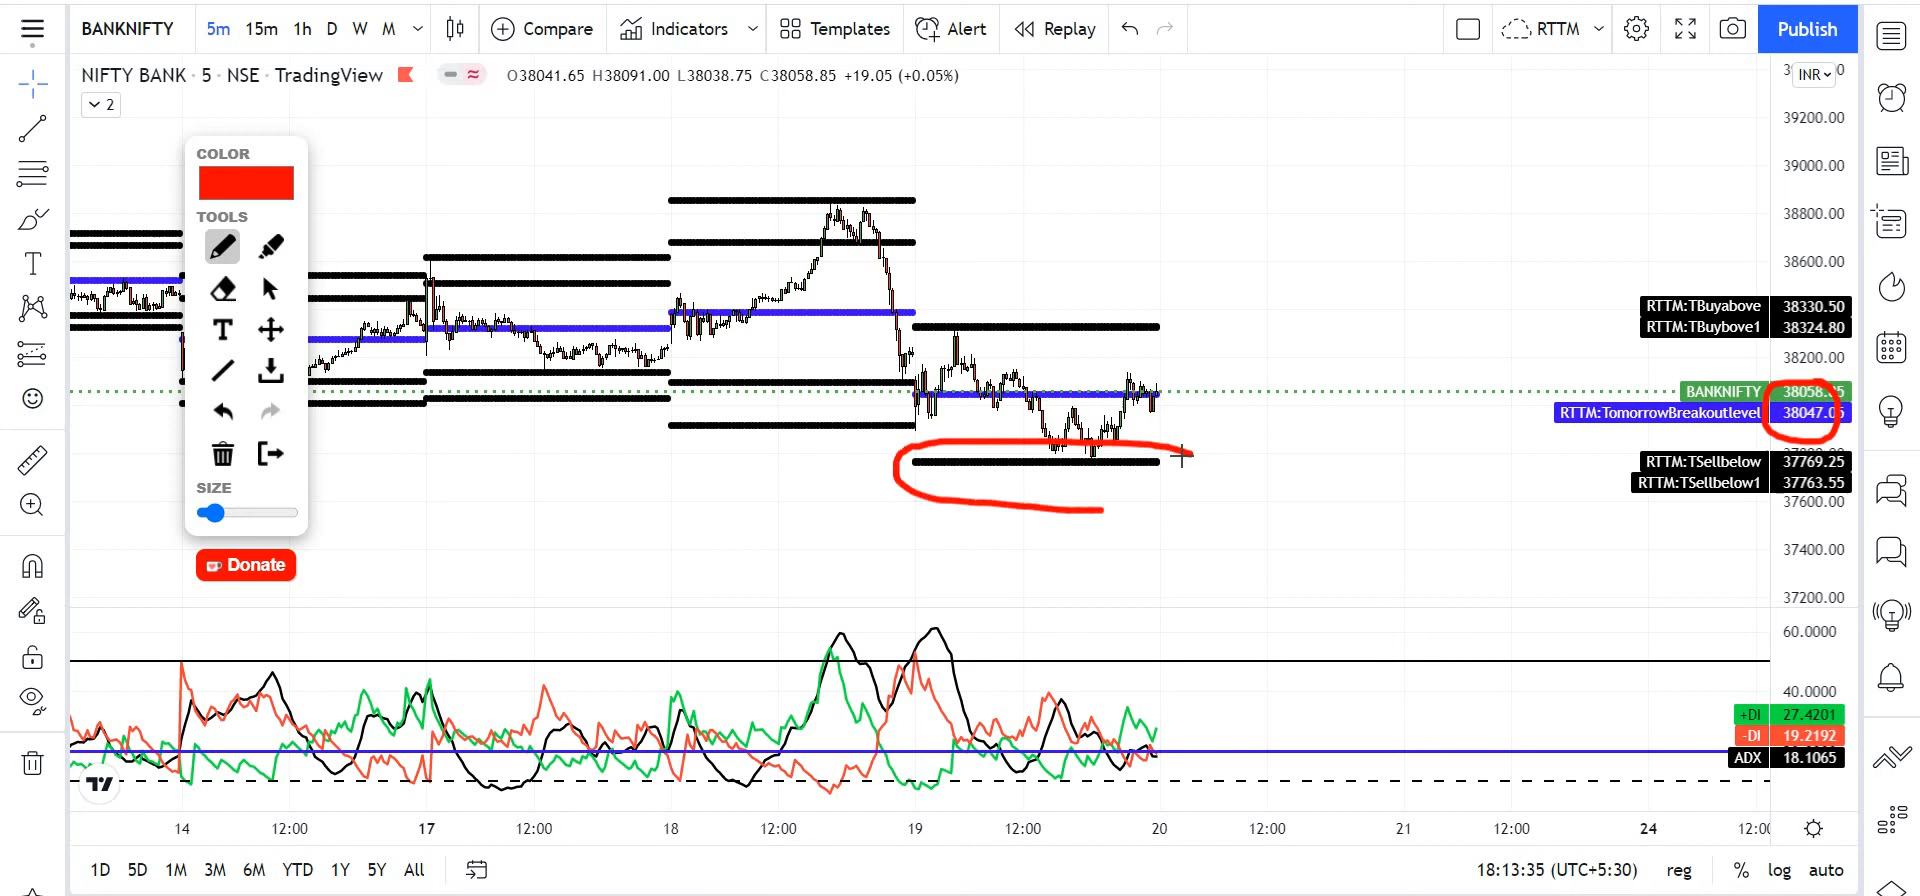 BANKNIFTY 5m 15m 1h D W M Compare Indicators Templates Alert Replay RTTM Publish
NIFTY BANK · 5 · NSE · TradingView O38041.65 H38091.00 L38038.75 C38058.85 +19.05 (+0.05%)
INR
2
39200.00
COLOR
39000.00
TOOLS
38800.00
38600.00
RTTM:TBuyabove 38330.50
RTTM:TBuybove1 38324.80
T
38200.00
BANKNIFTY 38058.85
RTTM:TomorrowBreakoutlevel 38047.05
RTTM:TSellbelow 37769.25
RTTM:TSellbelow1 37763.55
SIZE
37600.00
37400.00
Donate
37200.00
60.0000
40.0000
+DI 27.4201
-DI 19.2192
ADX 18.1065
14 12:00 17 12:00 18 12:00 19 12:00 20 12:00 21 12:00 24
1D 5D 1M 3M 6M YTD 1Y 5Y All 18:13:35 (UTC+5:30) reg % log auto